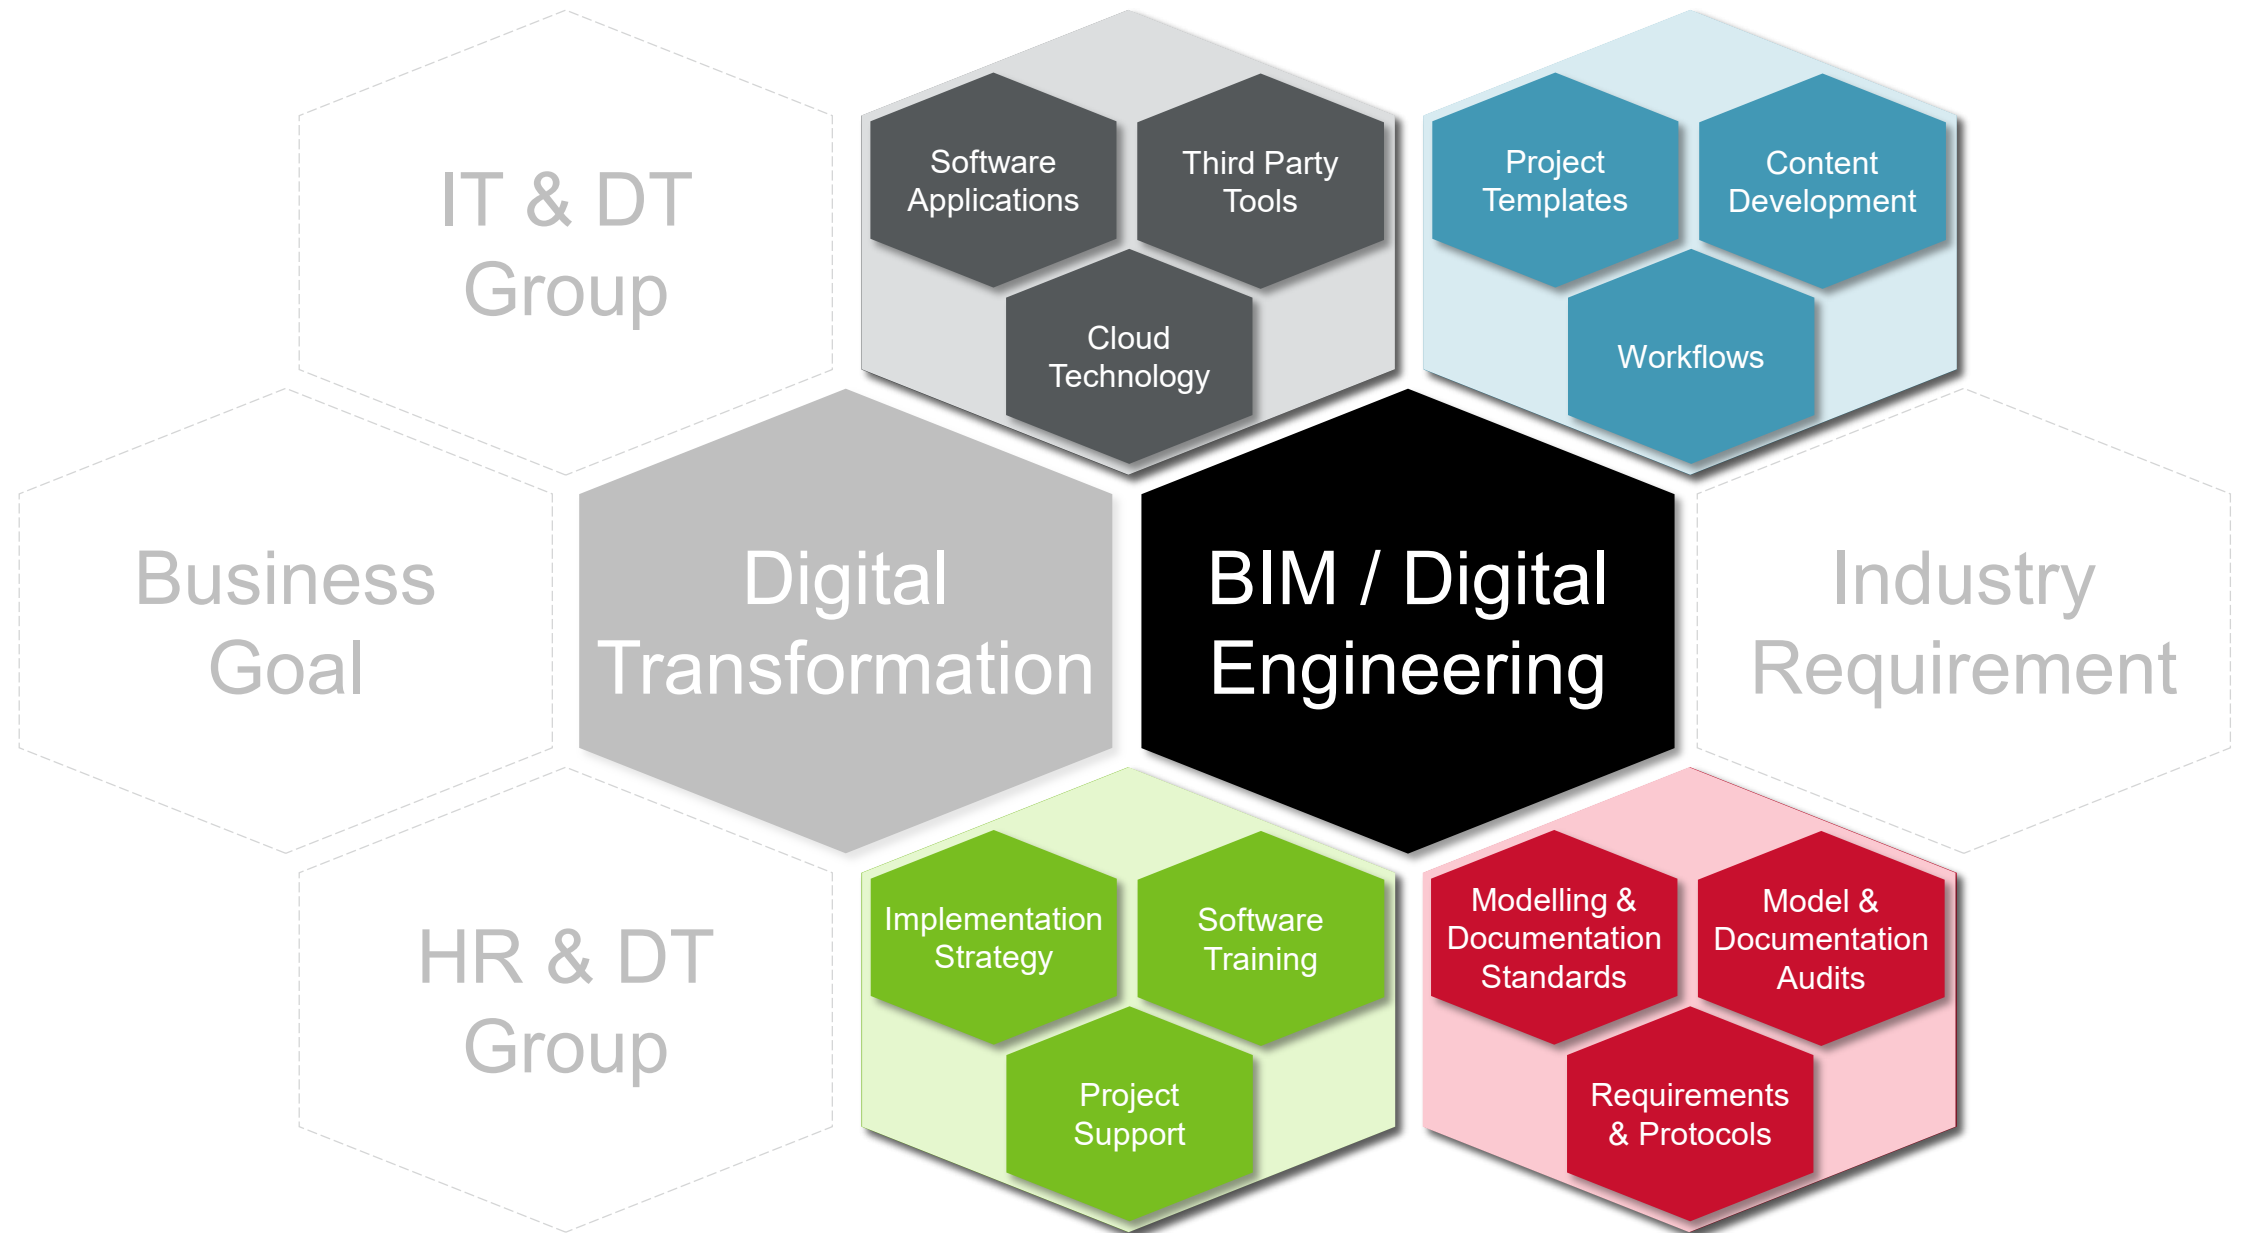 IT & DT
Group
Software
Applications
Third Party
Tools
Cloud
Technology
Project
Templates
Content
Development
Workflows
Business
Goal
Digital
Transformation
BIM / Digital
Engineering
Industry
Requirement
HR & DT
Group
Implementation
Strategy
Software
Training
Project
Support
Modelling &
Documentation
Standards
Model &
Documentation
Audits
Requirements
& Protocols